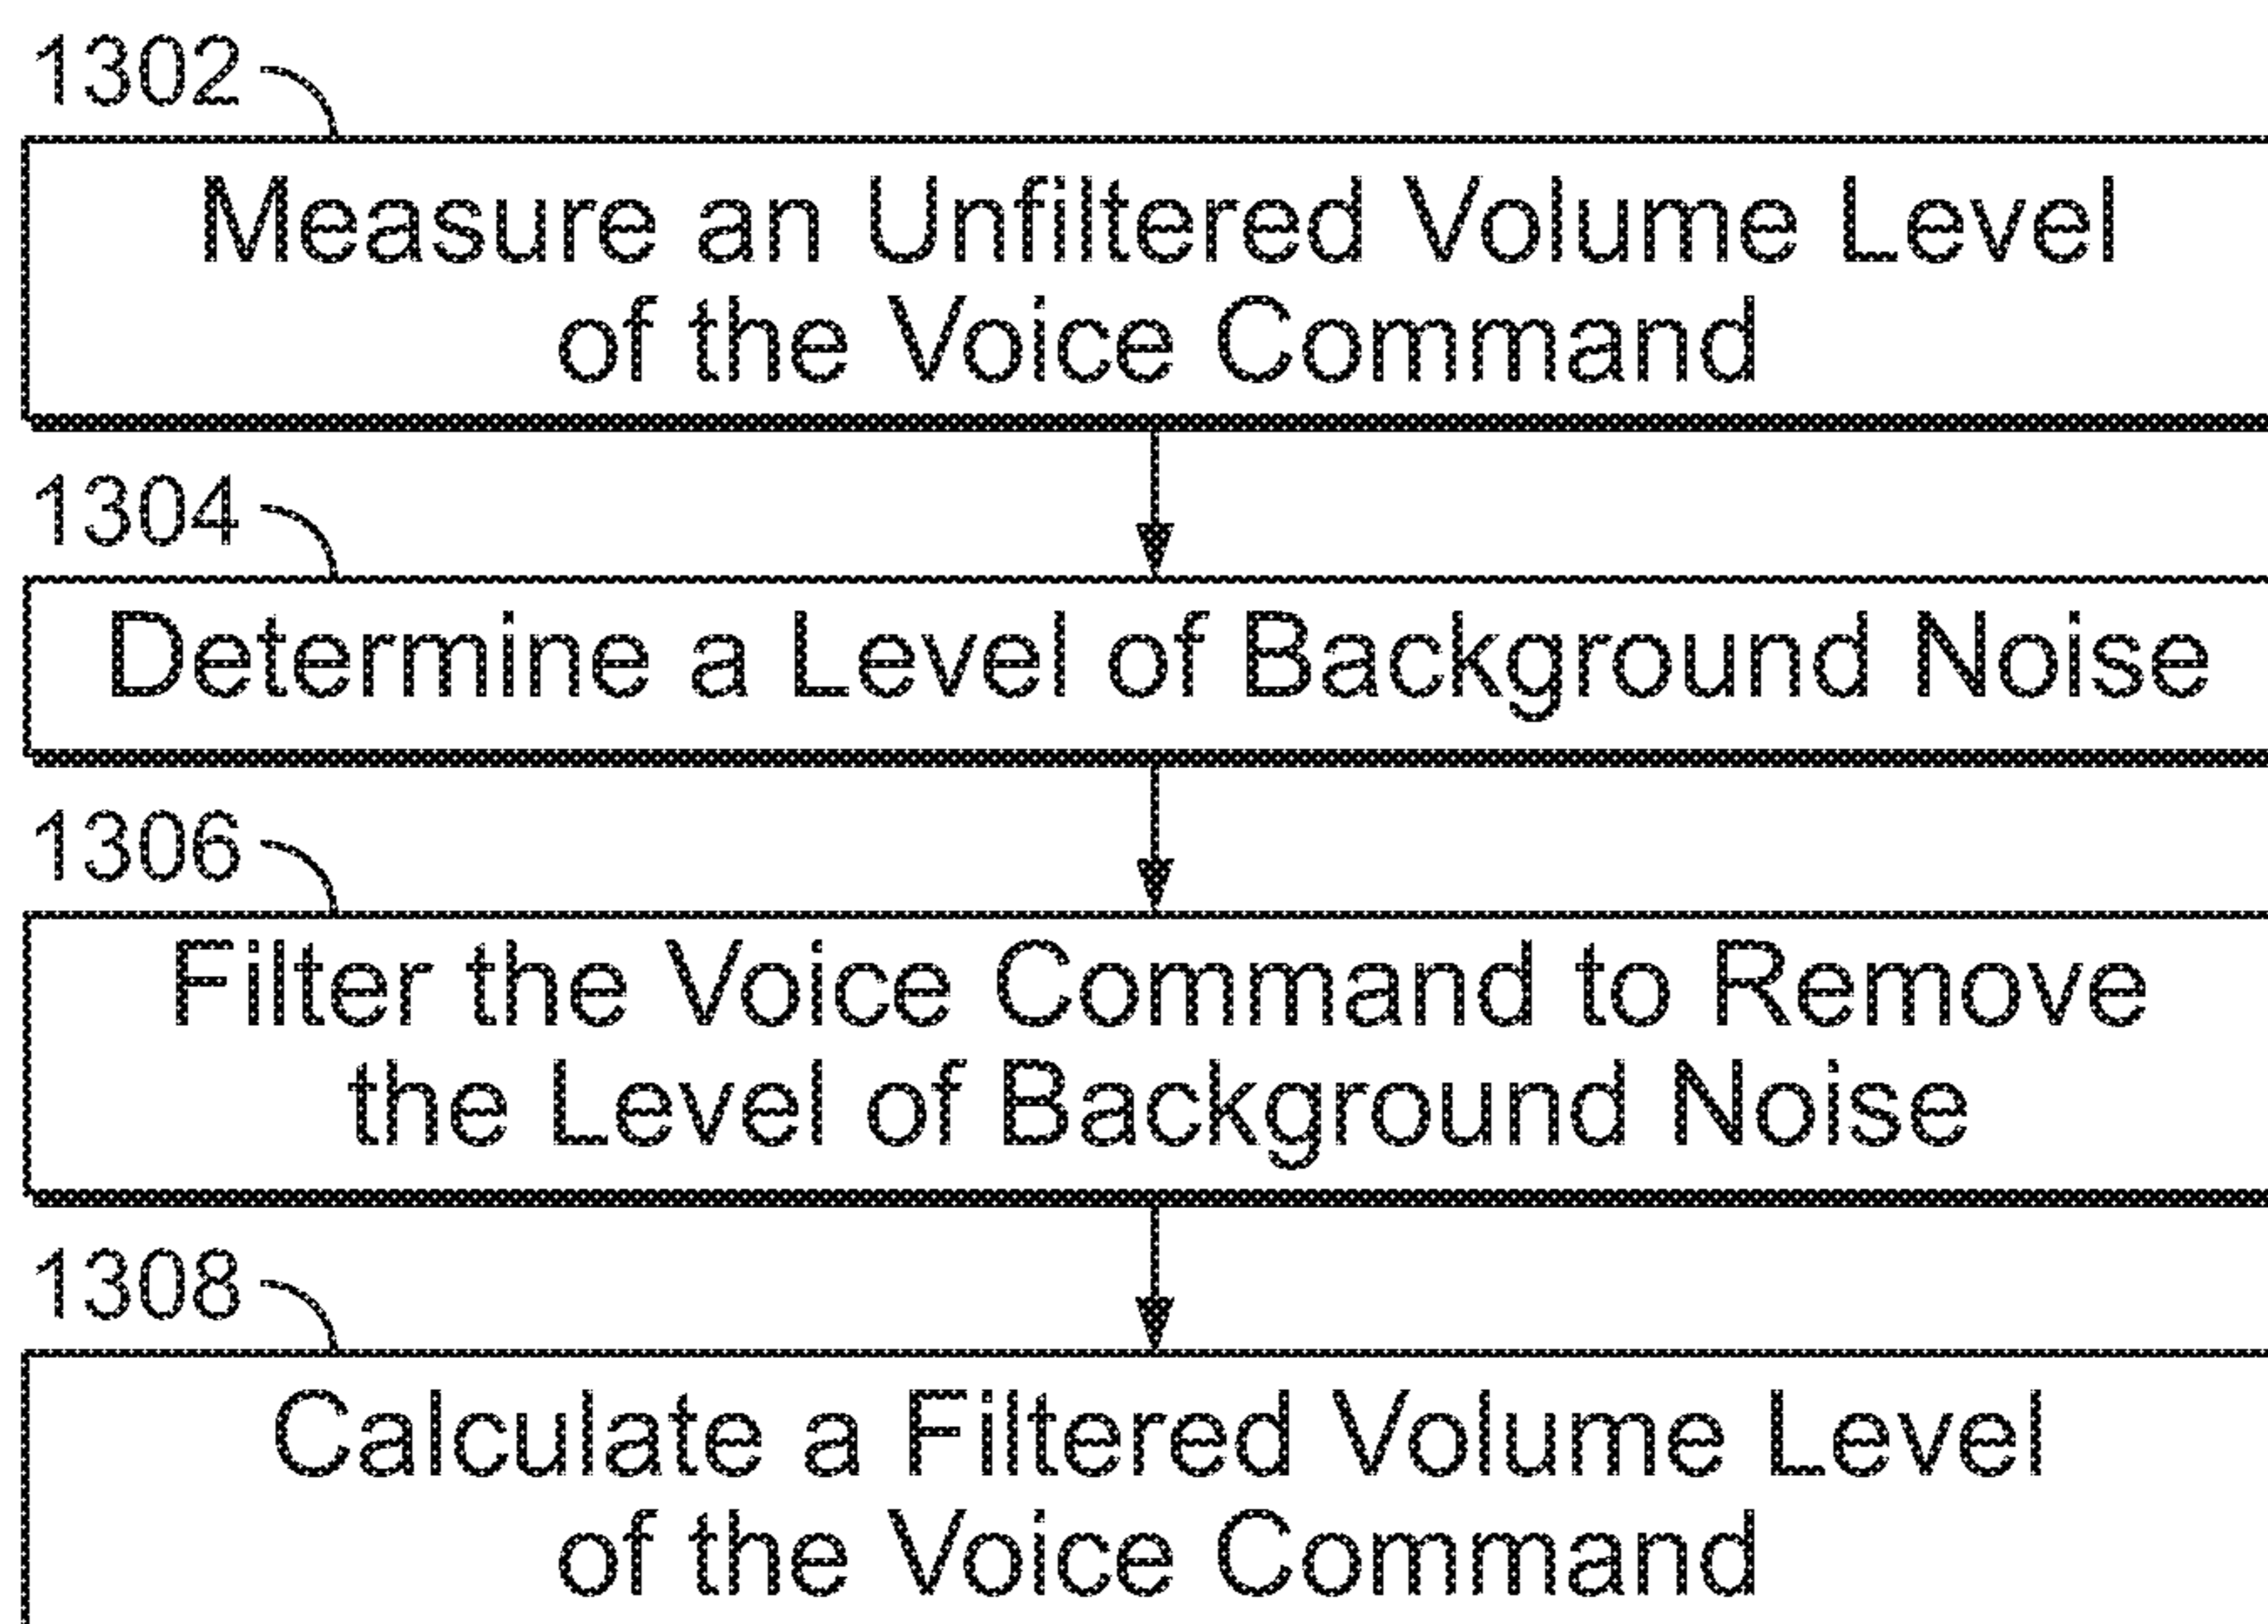 1302
Measure an Unfiltered Volume Level
of the Voice Command
1304
Determine a Level of Background Noise
1306
Filter the Voice Command to Remove
the Level of Background Noise
1308
Calculate a Filtered Volume Level
of the Voice Command